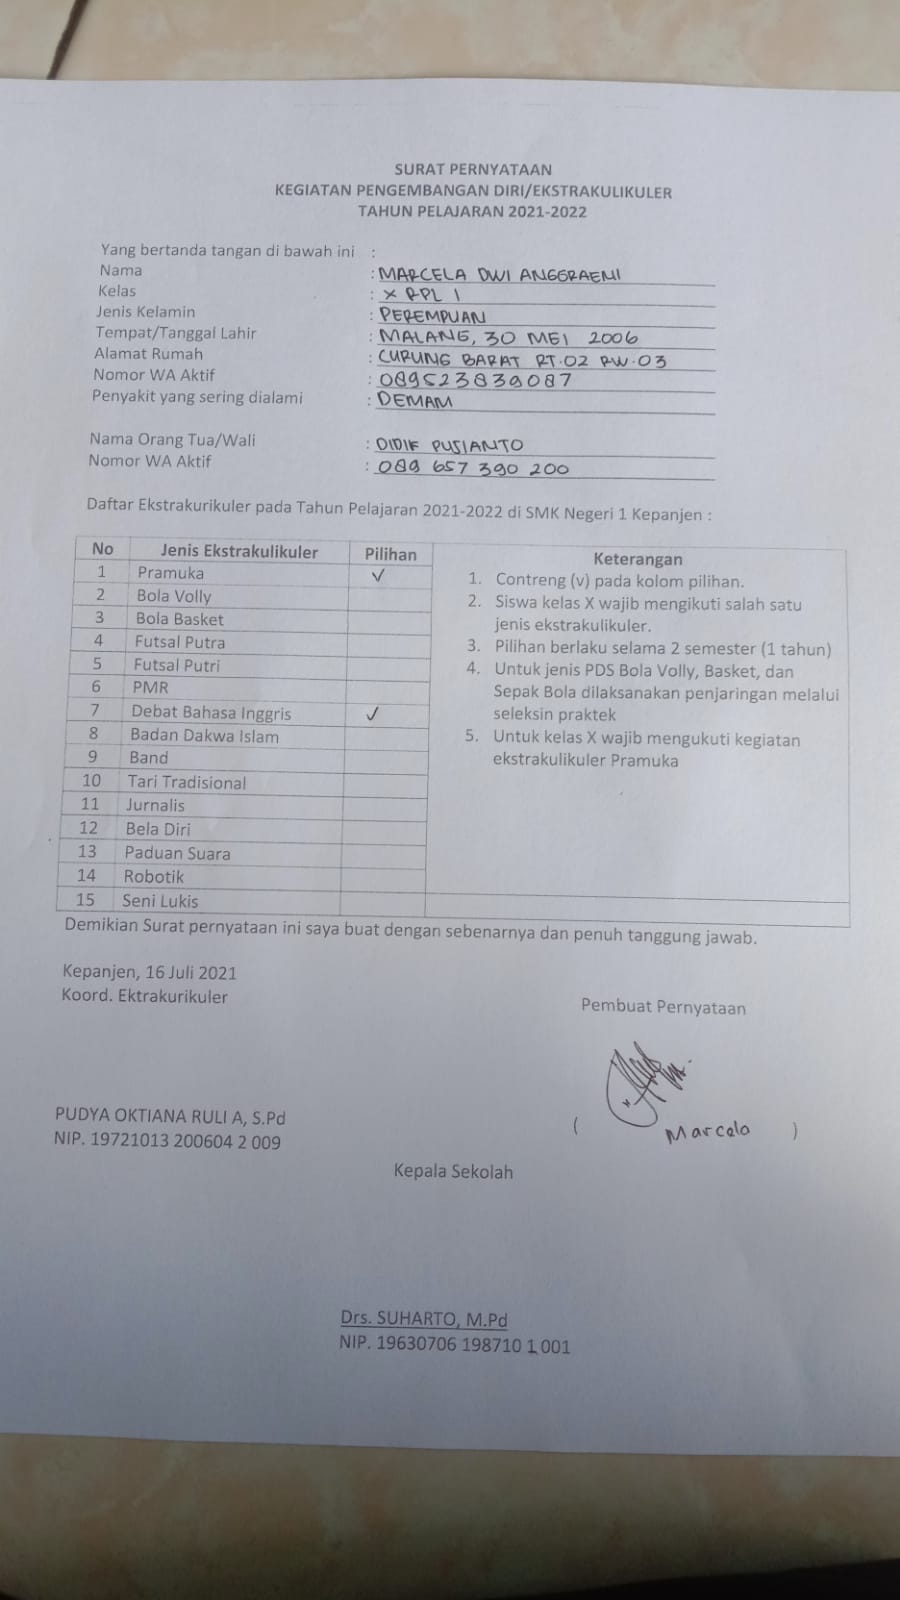 SURAT PERNYATAAN
KEGIATAN PENGEMBANGAN DIRI/EKSTRAKULIKULER
TAHUN PELAJARAN 2021-2022
Yang bertanda tangan di bawah ini :
Nama : MARCELA DWI ANGGRAENI
Kelas : X RPL 1
Jenis Kelamin : PEREMPUAN
Tempat/Tanggal Lahir : MALANG, 30 MEI 2006
Alamat Rumah : CURUNG BARAT RT.02 RW.03
Nomor WA Aktif : 089523839087
Penyakit yang sering dialami : DEMAM
Nama Orang Tua/Wali : DIDIK PUJIANTO
Nomor WA Aktif : 089 657 390 200
Daftar Ekstrakurikuler pada Tahun Pelajaran 2021-2022 di SMK Negeri 1 Kepanjen :
No Jenis Ekstrakulikuler Pilihan
1 Pramuka ✓
2 Bola Volly
3 Bola Basket
4 Futsal Putra
5 Futsal Putri
6 PMR
7 Debat Bahasa Inggris ✓
8 Badan Dakwa Islam
9 Band
10 Tari Tradisional
11 Jurnalis
12 Bela Diri
13 Paduan Suara
14 Robotik
15 Seni Lukis
Keterangan
1. Contreng (v) pada kolom pilihan.
2. Siswa kelas X wajib mengikuti salah satu
jenis ekstrakulikuler.
3. Pilihan berlaku selama 2 semester (1 tahun)
4. Untuk jenis PDS Bola Volly, Basket, dan
Sepak Bola dilaksanakan penjaringan melalui
seleksin praktek
5. Untuk kelas X wajib mengukuti kegiatan
ekstrakulikuler Pramuka
Demikian Surat pernyataan ini saya buat dengan sebenarnya dan penuh tanggung jawab.
Kepanjen, 16 Juli 2021
Koord. Ektrakurikuler
Pembuat Pernyataan
PUDYA OKTIANA RULI A, S.Pd
NIP. 19721013 200604 2 009
( Marcela )
Kepala Sekolah
Drs. SUHARTO, M.Pd
NIP. 19630706 198710 1 001